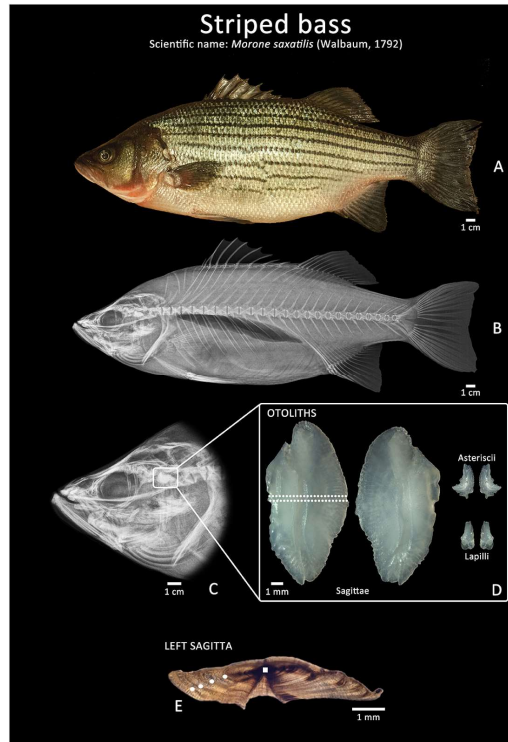 Striped bass
Scientific name: Morone saxatilis (Walbaum, 1792)
A
1 cm
B
1 cm
OTOLITHS
Asteriscii
Lapilli
1 cm
C
1 mm
Sagittae
D
LEFT SAGITTA
E
1 mm